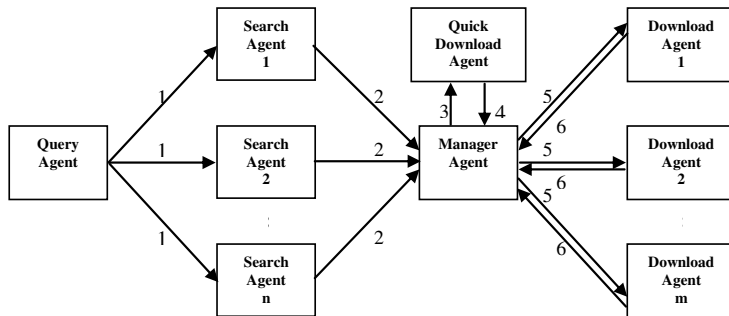 Search
Agent
1
Quick
Download
Agent
Download
Agent
1
1
2
3
4
5
6
Query
Agent
1
Search
Agent
2
2
Manager
Agent
5
6
Download
Agent
2
:
:
1
Search
Agent
n
2
5
6
Download
Agent
m